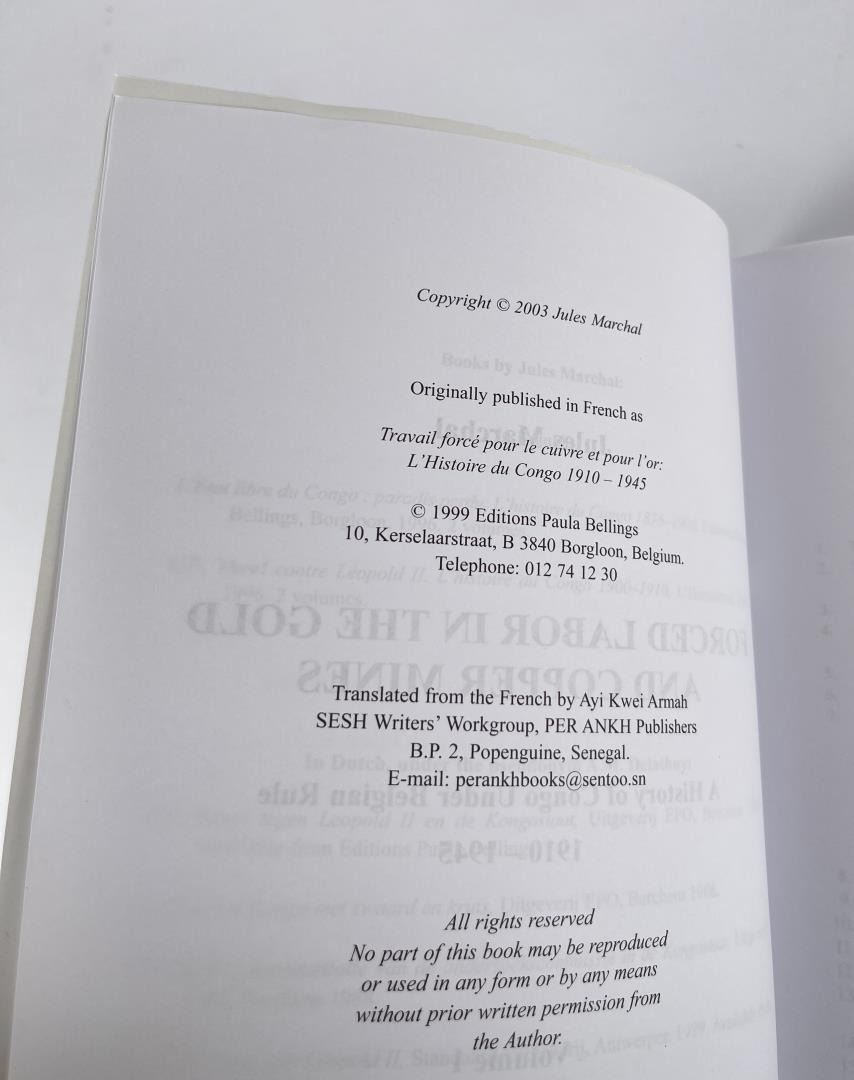 Copyright © 2003 Jules Marchal
Originally published in French as
Travail forcé pour le cuivre et pour l'or:
L'Histoire du Congo 1910 – 1945
© 1999 Editions Paula Bellings
10, Kerselaarstraat, B 3840 Borgloon, Belgium.
Telephone: 012 74 12 30
Translated from the French by Ayi Kwei Armah
SESH Writers' Workgroup, PER ANKH Publishers
B.P. 2, Popenguine, Senegal.
E-mail: perankhbooks@sentoo.sn
All rights reserved
No part of this book may be reproduced
or used in any form or by any means
without prior written permission from
the Author.